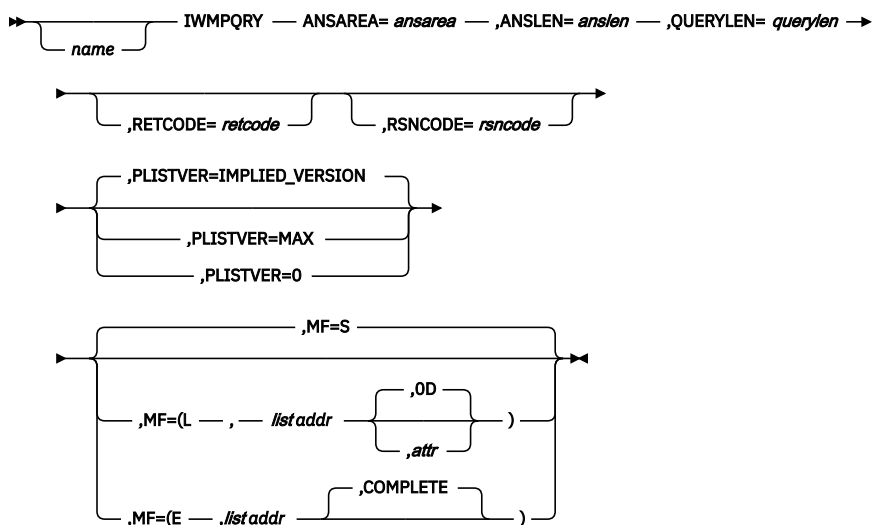 IWMPQRY ANSAREA= ansarea ,ANSLEN= anslen ,QUERYLEN= querylen
name
,RETCODE= retcode ,RSNCODE= rsncode
,PLISTVER=IMPLIED_VERSION
,PLISTVER=MAX
,PLISTVER=0
,MF=S
,0D
,MF=(L , list addr )
,attr
,COMPLETE
,MF=(E ,list addr )